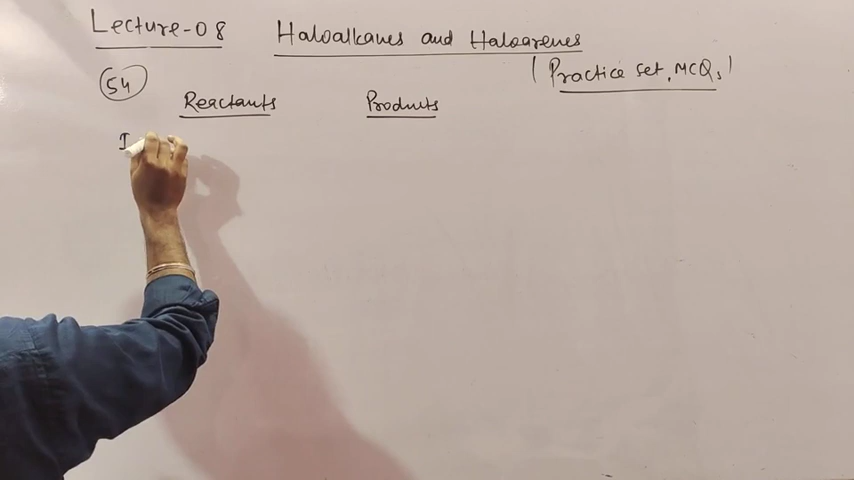 Lecture-08 Haloalkanes and Haloarenes
(Practice set, MCQs)
54
Reactants Products
I